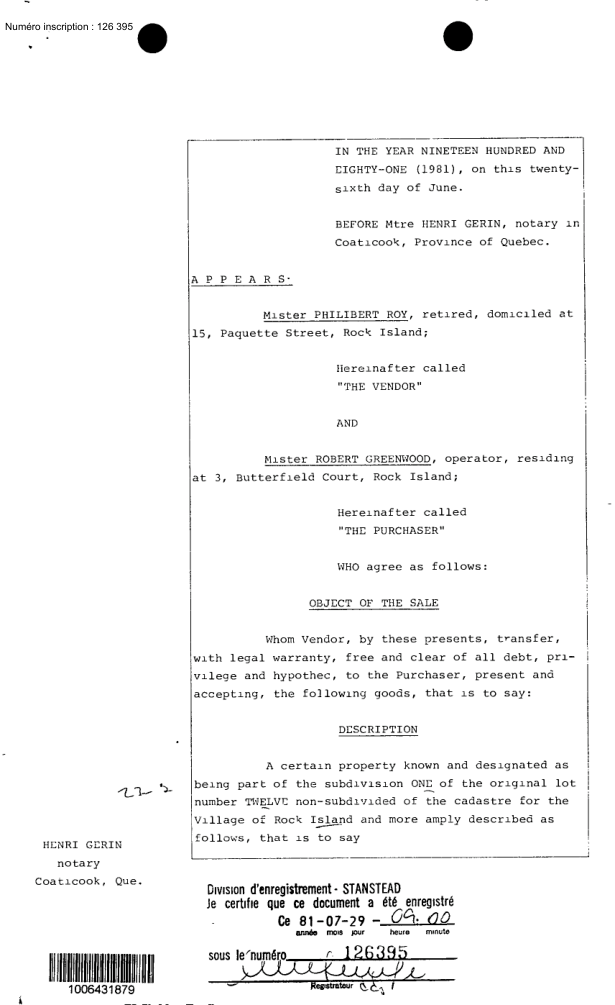 Numéro inscription : 126 395
IN THE YEAR NINETEEN HUNDRED AND
EIGHTY-ONE (1981), on this twenty-
sixth day of June.
BEFORE Mtre HENRI GERIN, notary in
Coaticook, Province of Quebec.
A P P E A R S:
Mister PHILIBERT ROY, retired, domiciled at
15, Paquette Street, Rock Island;
Hereinafter called
"THE VENDOR"
AND
Mister ROBERT GREENWOOD, operator, residing
at 3, Butterfield Court, Rock Island;
Hereinafter called
"THE PURCHASER"
WHO agree as follows:
OBJECT OF THE SALE
Whom Vendor, by these presents, transfer,
with legal warranty, free and clear of all debt, pri-
vilege and hypothec, to the Purchaser, present and
accepting, the following goods, that is to say:
DESCRIPTION
A certain property known and designated as
being part of the subdivision ONE of the original lot
number TWELVE non-subdivided of the cadastre for the
Village of Rock Island and more amply described as
follows, that is to say
HENRI GERIN
notary
Coaticook, Que.
Division d'enregistrement - STANSTEAD
Je certifie que ce document a été enregistré
Ce 81-07-29 - 09.00
année mois jour heure minute
sous le numéro 126395
Registrateur
1006431879